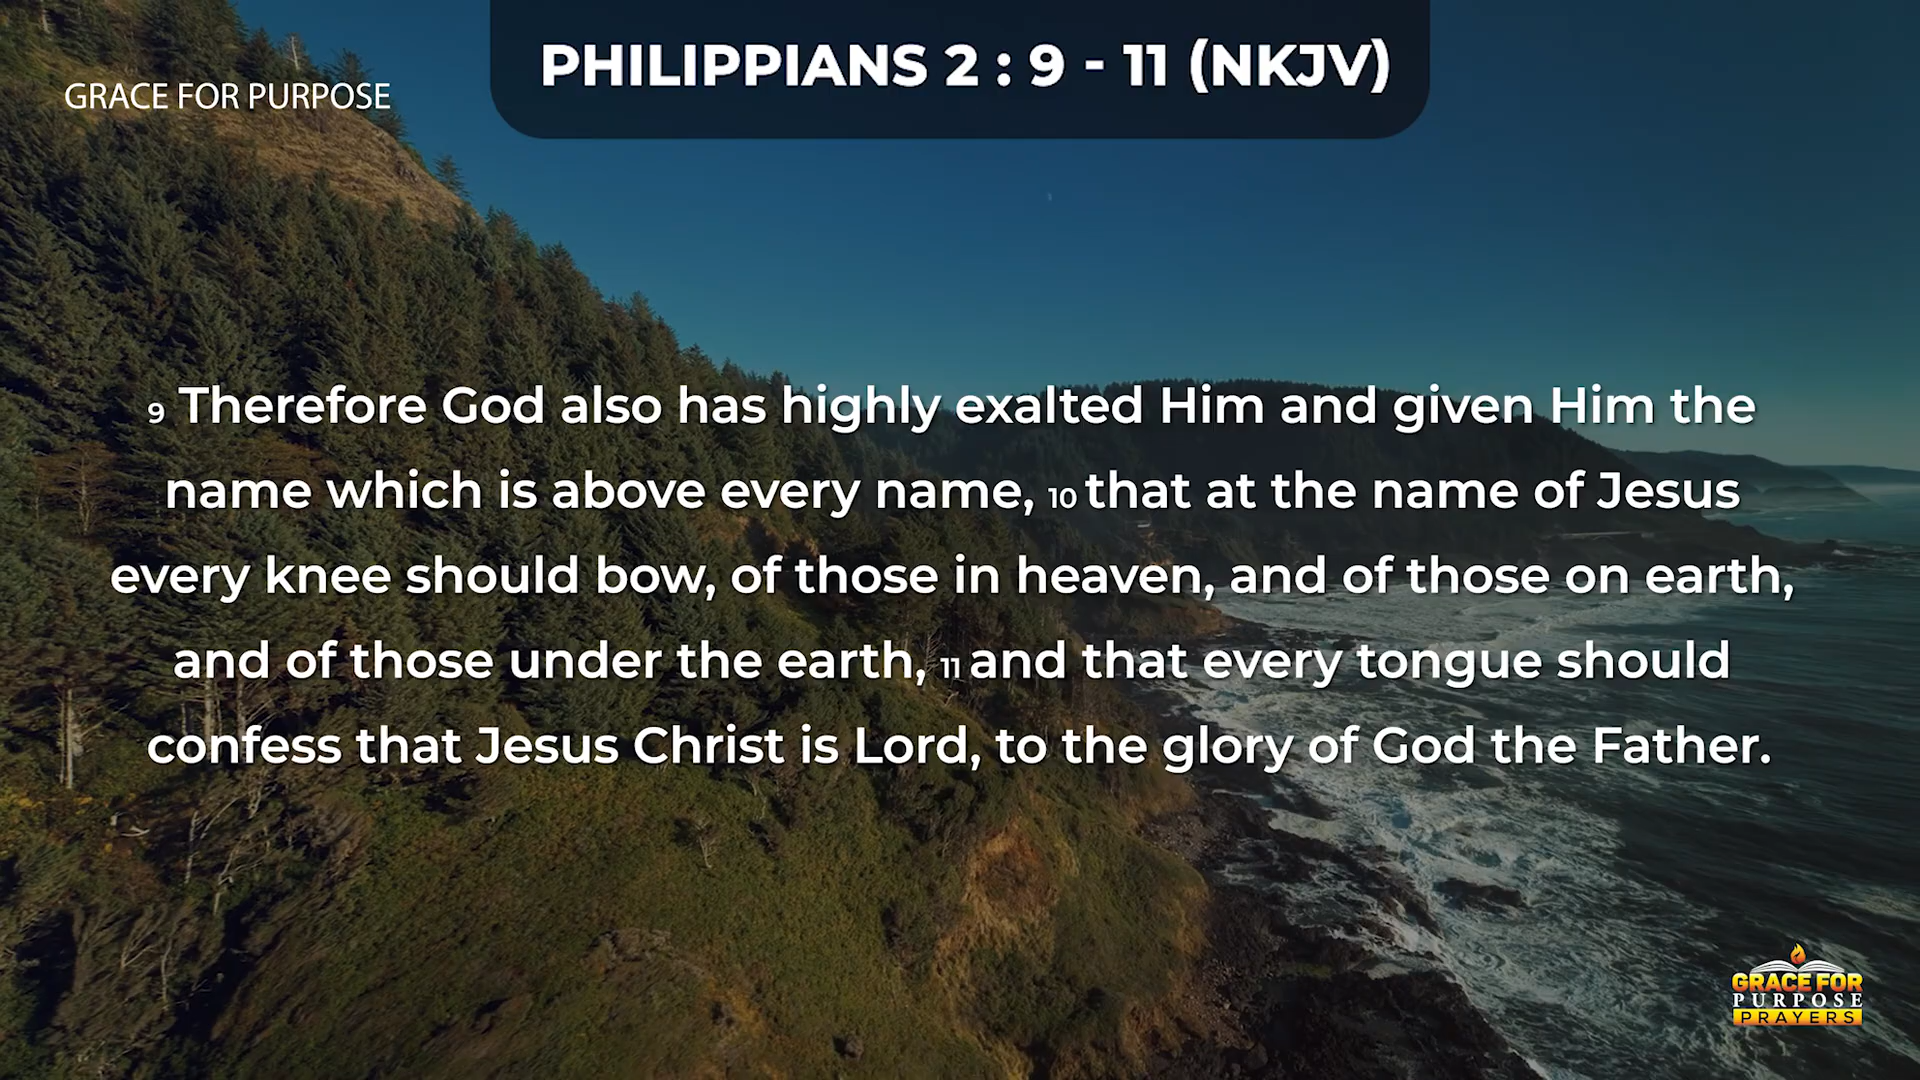 PHILIPPIANS 2 : 9 - 11 (NKJV)
GRACE FOR PURPOSE
9 Therefore God also has highly exalted Him and given Him the
name which is above every name, 10 that at the name of Jesus
every knee should bow, of those in heaven, and of those on earth,
and of those under the earth, 11 and that every tongue should
confess that Jesus Christ is Lord, to the glory of God the Father.
GRACE FOR
PURPOSE
PRAYERS